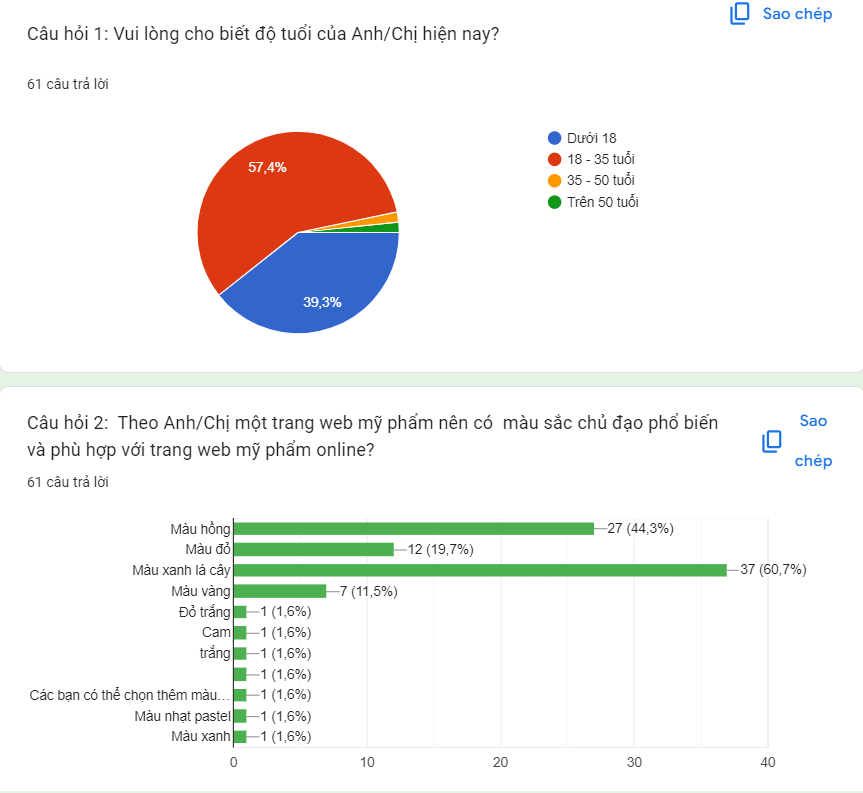 Sao chép
Câu hỏi 1: Vui lòng cho biết độ tuổi của Anh/Chị hiện nay?
61 câu trả lời
57,4%
39,3%
Dưới 18
18 - 35 tuổi
35 - 50 tuổi
Trên 50 tuổi
Câu hỏi 2:  Theo Anh/Chị một trang web mỹ phẩm nên có  màu sắc chủ đạo phổ biến
và phù hợp với trang web mỹ phẩm online?
Sao
chép
61 câu trả lời
Màu hồng 27 (44,3%)
Màu đỏ 12 (19,7%)
Màu xanh lá cây 37 (60,7%)
Màu vàng 7 (11,5%)
Đỏ trắng 1 (1,6%)
Cam 1 (1,6%)
trắng 1 (1,6%)
1 (1,6%)
Các bạn có thể chọn thêm màu... 1 (1,6%)
Màu nhạt pastel 1 (1,6%)
Màu xanh 1 (1,6%)
0 10 20 30 40